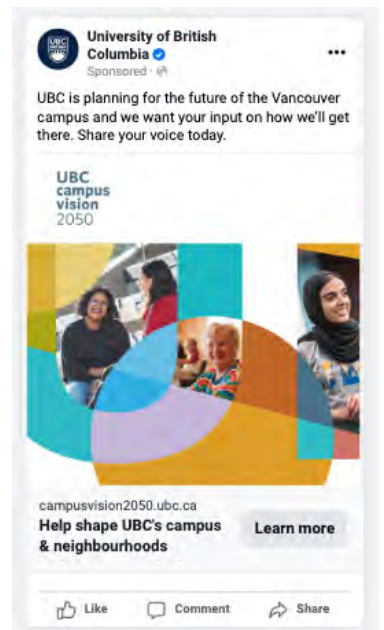 University of British
Columbia
Sponsored ·
UBC is planning for the future of the Vancouver
campus and we want your input on how we'll get
there. Share your voice today.
UBC
campus
vision
2050
campusvision2050.ubc.ca
Help shape UBC's campus
& neighbourhoods
Learn more
Like
Comment
Share